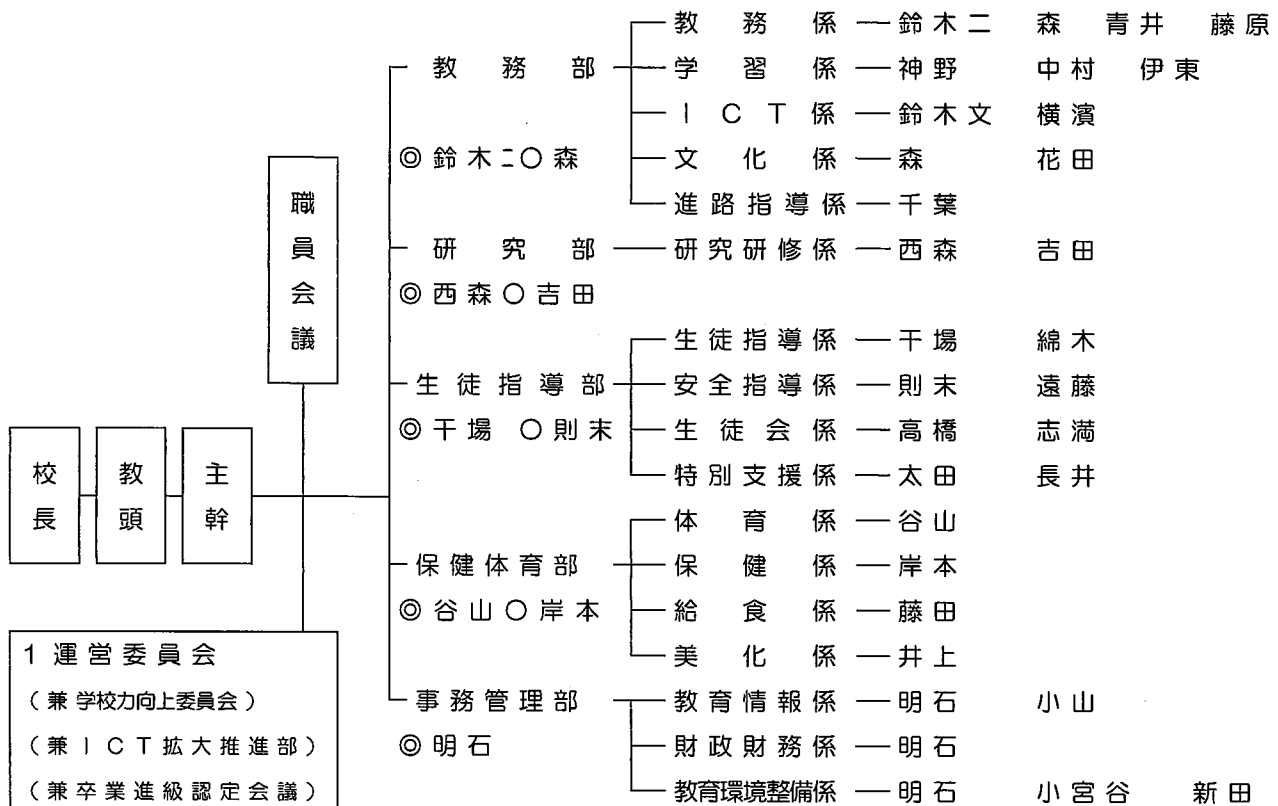 職員会議
校長
教頭
主幹
1 運営委員会
(兼 学校力向上委員会)
(兼 ICT拡大推進部)
(兼卒業進級認定会議)
教務部
◎鈴木二〇森
教務係 鈴木二 森 青井 藤原
学習係 神野 中村 伊東
ICT係 鈴木文 横濱
文化係 森 花田
進路指導係 千葉
研究部
◎西森〇吉田
研究研修係 西森 吉田
生徒指導部
◎干場 〇則末
生徒指導係 干場 綿木
安全指導係 則末 遠藤
生徒会係 高橋 志満
特別支援係 太田 長井
保健体育部
◎谷山〇岸本
体育係 谷山
保健係 岸本
給食係 藤田
美化係 井上
事務管理部
◎明石
教育情報係 明石 小山
財政財務係 明石
教育環境整備係 明石 小宮谷 新田